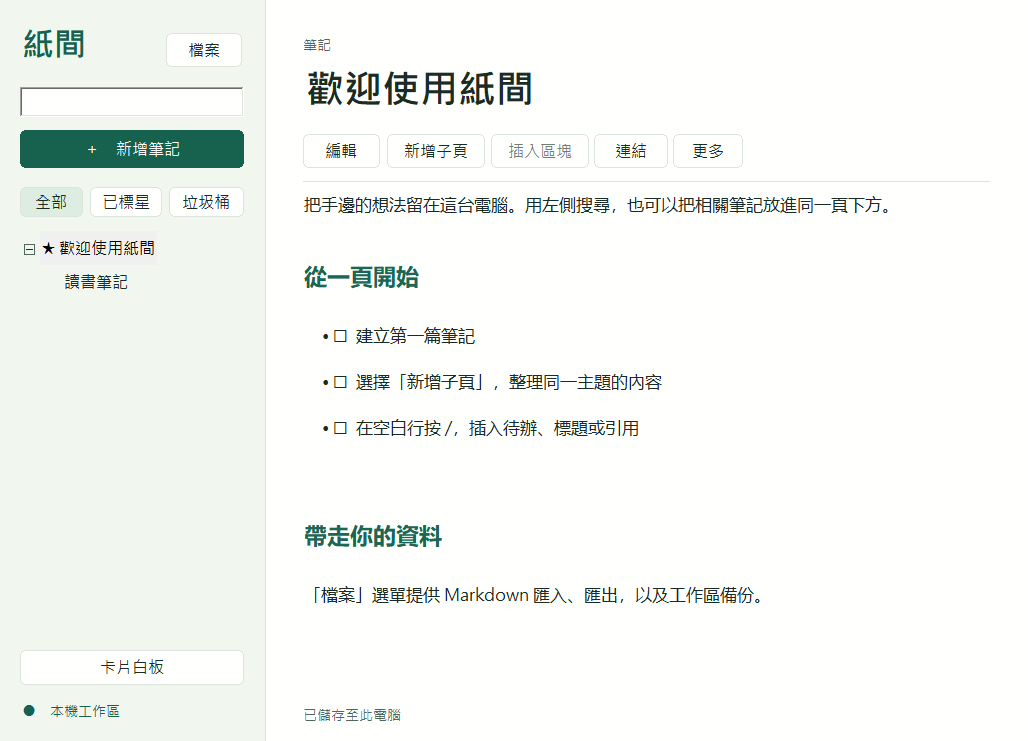 紙間
檔案
+ 新增筆記
全部 已標星 垃圾桶
★ 歡迎使用紙間
讀書筆記
卡片白板
本機工作區
筆記
歡迎使用紙間
編輯 新增子頁 插入區塊 連結 更多
把手邊的想法留在這台電腦。用左側搜尋，也可以把相關筆記放進同一頁下方。
從一頁開始
• ☐ 建立第一篇筆記
• ☐ 選擇「新增子頁」，整理同一主題的內容
• ☐ 在空白行按 /，插入待辦、標題或引用
帶走你的資料
「檔案」選單提供 Markdown 匯入、匯出，以及工作區備份。
已儲存至此電腦